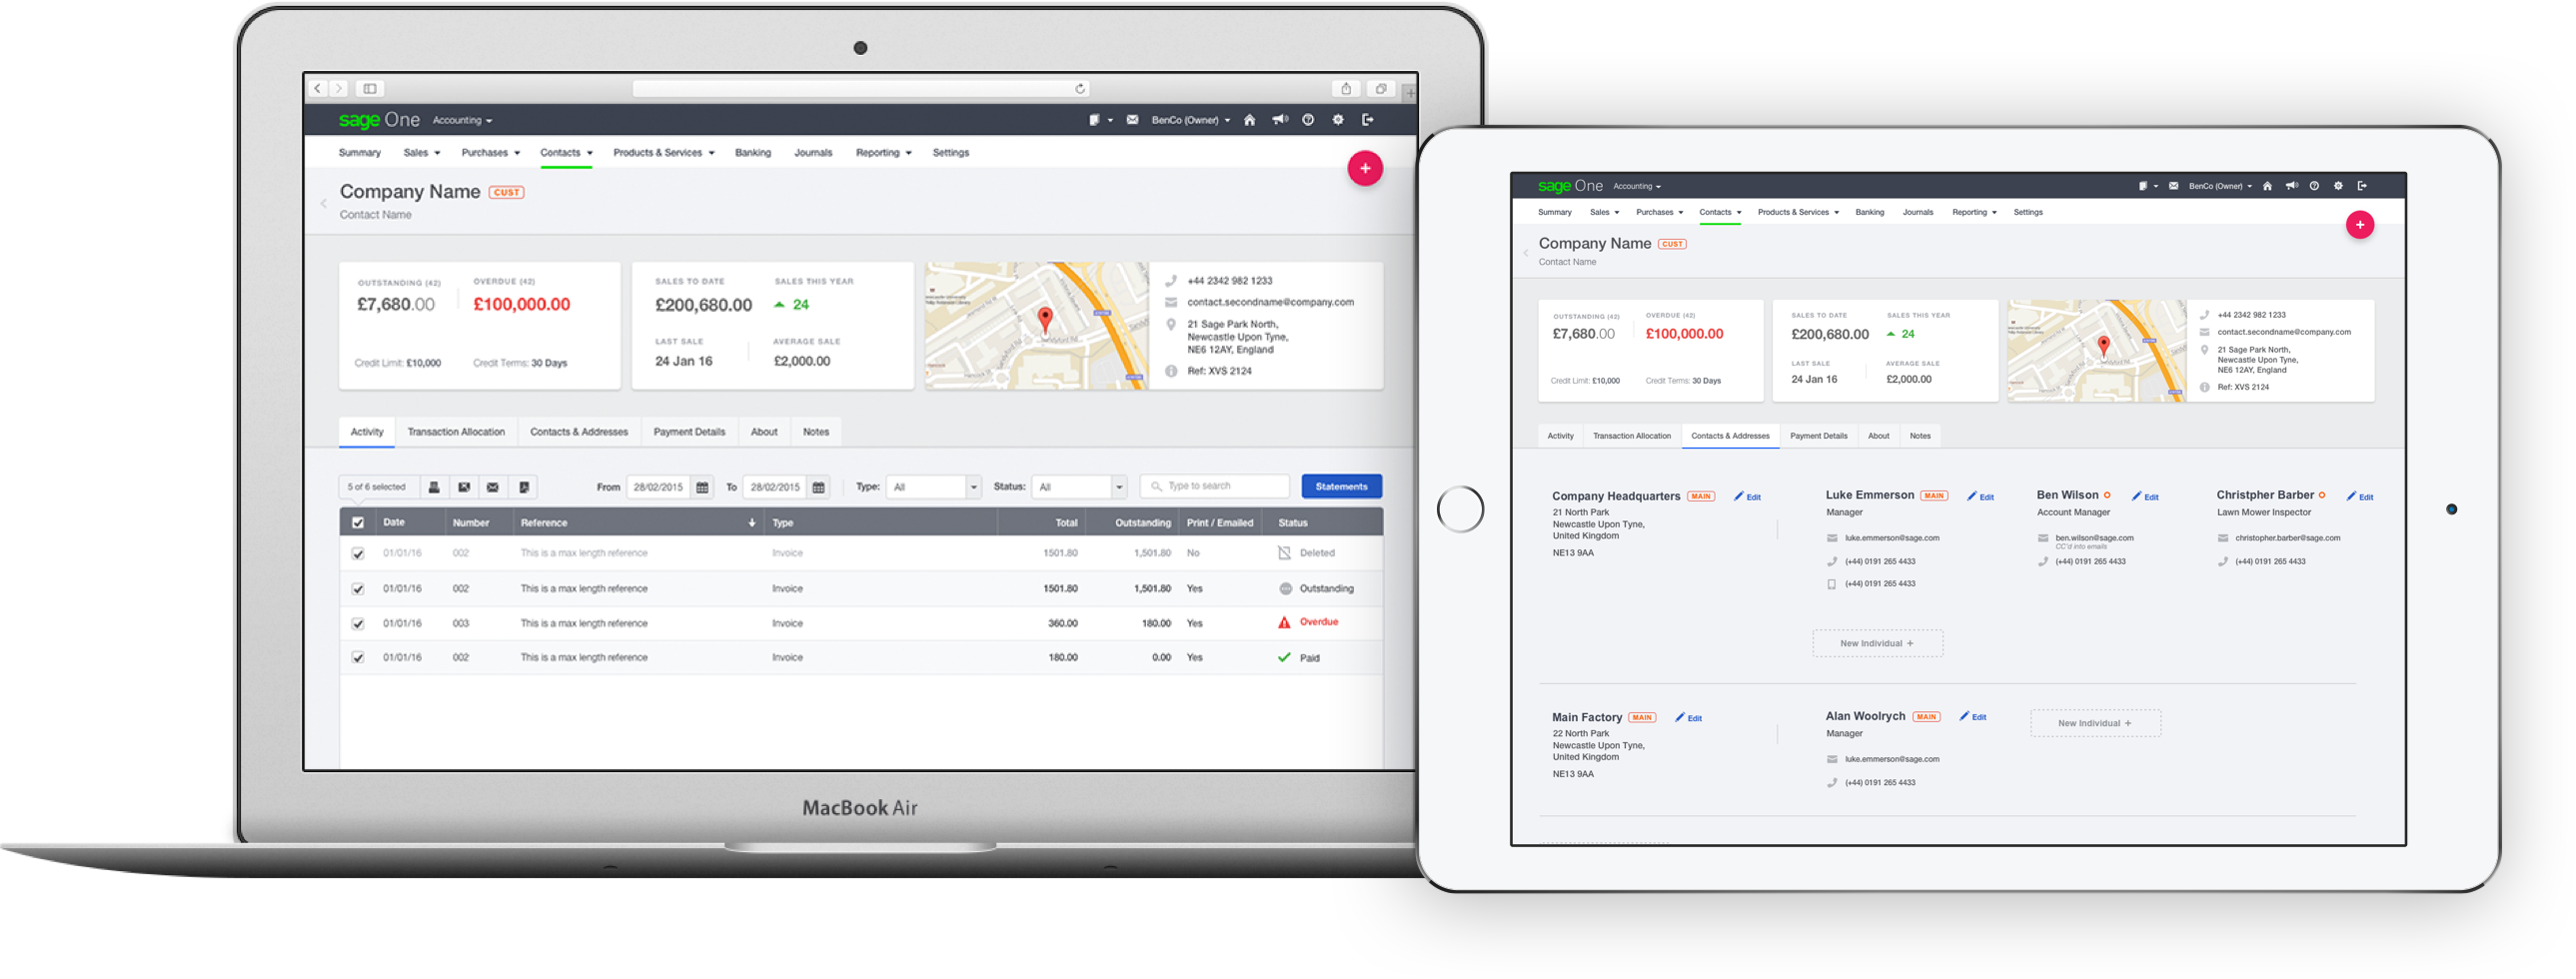 sage One Accounting BenCo (Owner)
Summary Sales Purchases Contacts Products & Services Banking Journals Reporting Settings
+
Company Name CUST
Contact Name
OUTSTANDING (42) OVERDUE (42)
£7,680.00 £100,000.00
Credit Limit: £10,000 Credit Terms: 30 Days
SALES TO DATE SALES THIS YEAR
£200,680.00 24
LAST SALE AVERAGE SALE
24 Jan 16 £2,000.00
+44 2342 982 1233
contact.secondname@company.com
21 Sage Park North,
Newcastle Upon Tyne,
NE6 12AY, England
Ref: XVS 2124
Activity Transaction Allocation Contacts & Addresses Payment Details About Notes
5 of 6 selected From 28/02/2015 To 28/02/2015 Type: All Status: All Type to search Statements
Date Number Reference Type Total Outstanding Print / Emailed Status
01/01/16 002 This is a max length reference Invoice 1501.80 1,501.80 No Deleted
01/01/16 002 This is a max length reference Invoice 1501.80 1,501.80 Yes Outstanding
01/01/16 003 This is a max length reference Invoice 360.00 180.00 Yes Overdue
01/01/16 002 This is a max length reference Invoice 180.00 0.00 Yes Paid
MacBook Air
sage One Accounting BenCo (Owner)
Summary Sales Purchases Contacts Products & Services Banking Journals Reporting Settings
+
Company Name CUST
Contact Name
OUTSTANDING (42) OVERDUE (42)
£7,680.00 £100,000.00
Credit Limit: £10,000 Credit Terms: 30 Days
SALES TO DATE SALES THIS YEAR
£200,680.00 24
LAST SALE AVERAGE SALE
24 Jan 16 £2,000.00
+44 2342 982 1233
contact.secondname@company.com
21 Sage Park North,
Newcastle Upon Tyne,
NE6 12AY, England
Ref: XVS 2124
Activity Transaction Allocation Contacts & Addresses Payment Details About Notes
Company Headquarters MAIN Edit
21 North Park
Newcastle Upon Tyne,
United Kingdom
NE13 9AA
Luke Emmerson MAIN Edit
Manager
luke.emmerson@sage.com
(+44) 0191 265 4433
(+44) 0191 265 4433
Ben Wilson Edit
Account Manager
ben.wilson@sage.com
CC'd into emails
(+44) 0191 265 4433
Christpher Barber Edit
Lawn Mower Inspector
christopher.barber@sage.com
(+44) 0191 265 4433
New Individual +
Main Factory MAIN Edit
22 North Park
Newcastle Upon Tyne,
United Kingdom
NE13 9AA
Alan Woolrych MAIN Edit
Manager
luke.emmerson@sage.com
(+44) 0191 265 4433
New Individual +